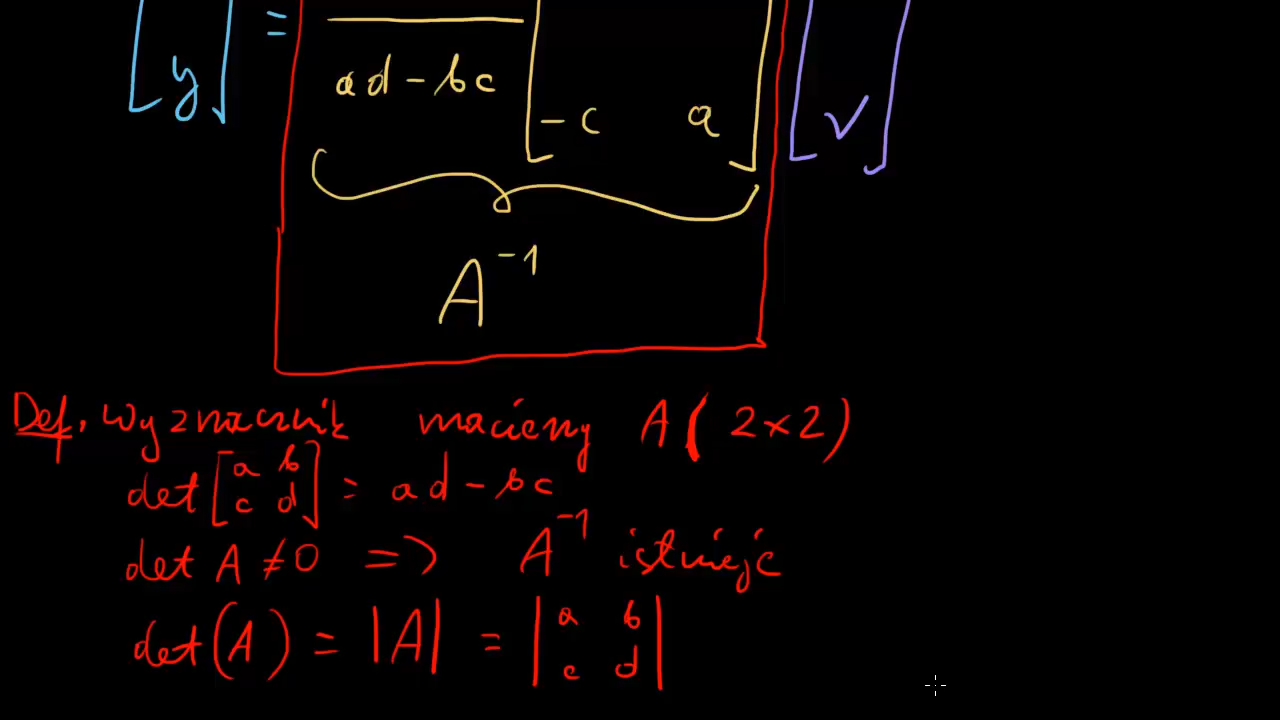 y =
ad - bc
-c a v
A⁻¹
Def. Wyznacznik macierzy A(2×2)
det [a b c d] = ad - bc
det A ≠ 0 => A⁻¹ istnieje
det(A) = |A| = |a b c d|